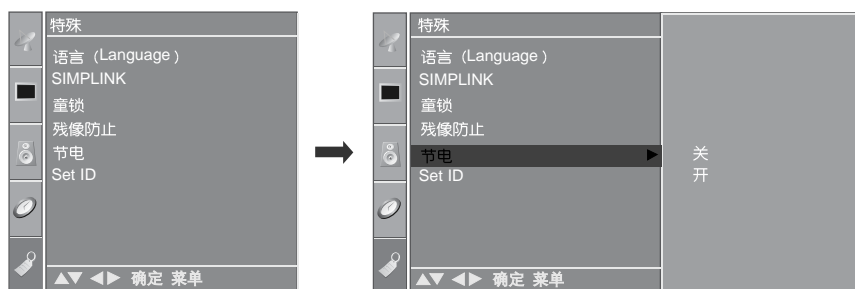 特殊
语言（Language）
SIMPLINK
童锁
残像防止
节电
Set ID
▲▼ ◀▶ 确定 菜单
特殊
语言（Language）
SIMPLINK
童锁
残像防止
节电 ▶
Set ID
▲▼ ◀▶ 确定 菜单
关
开